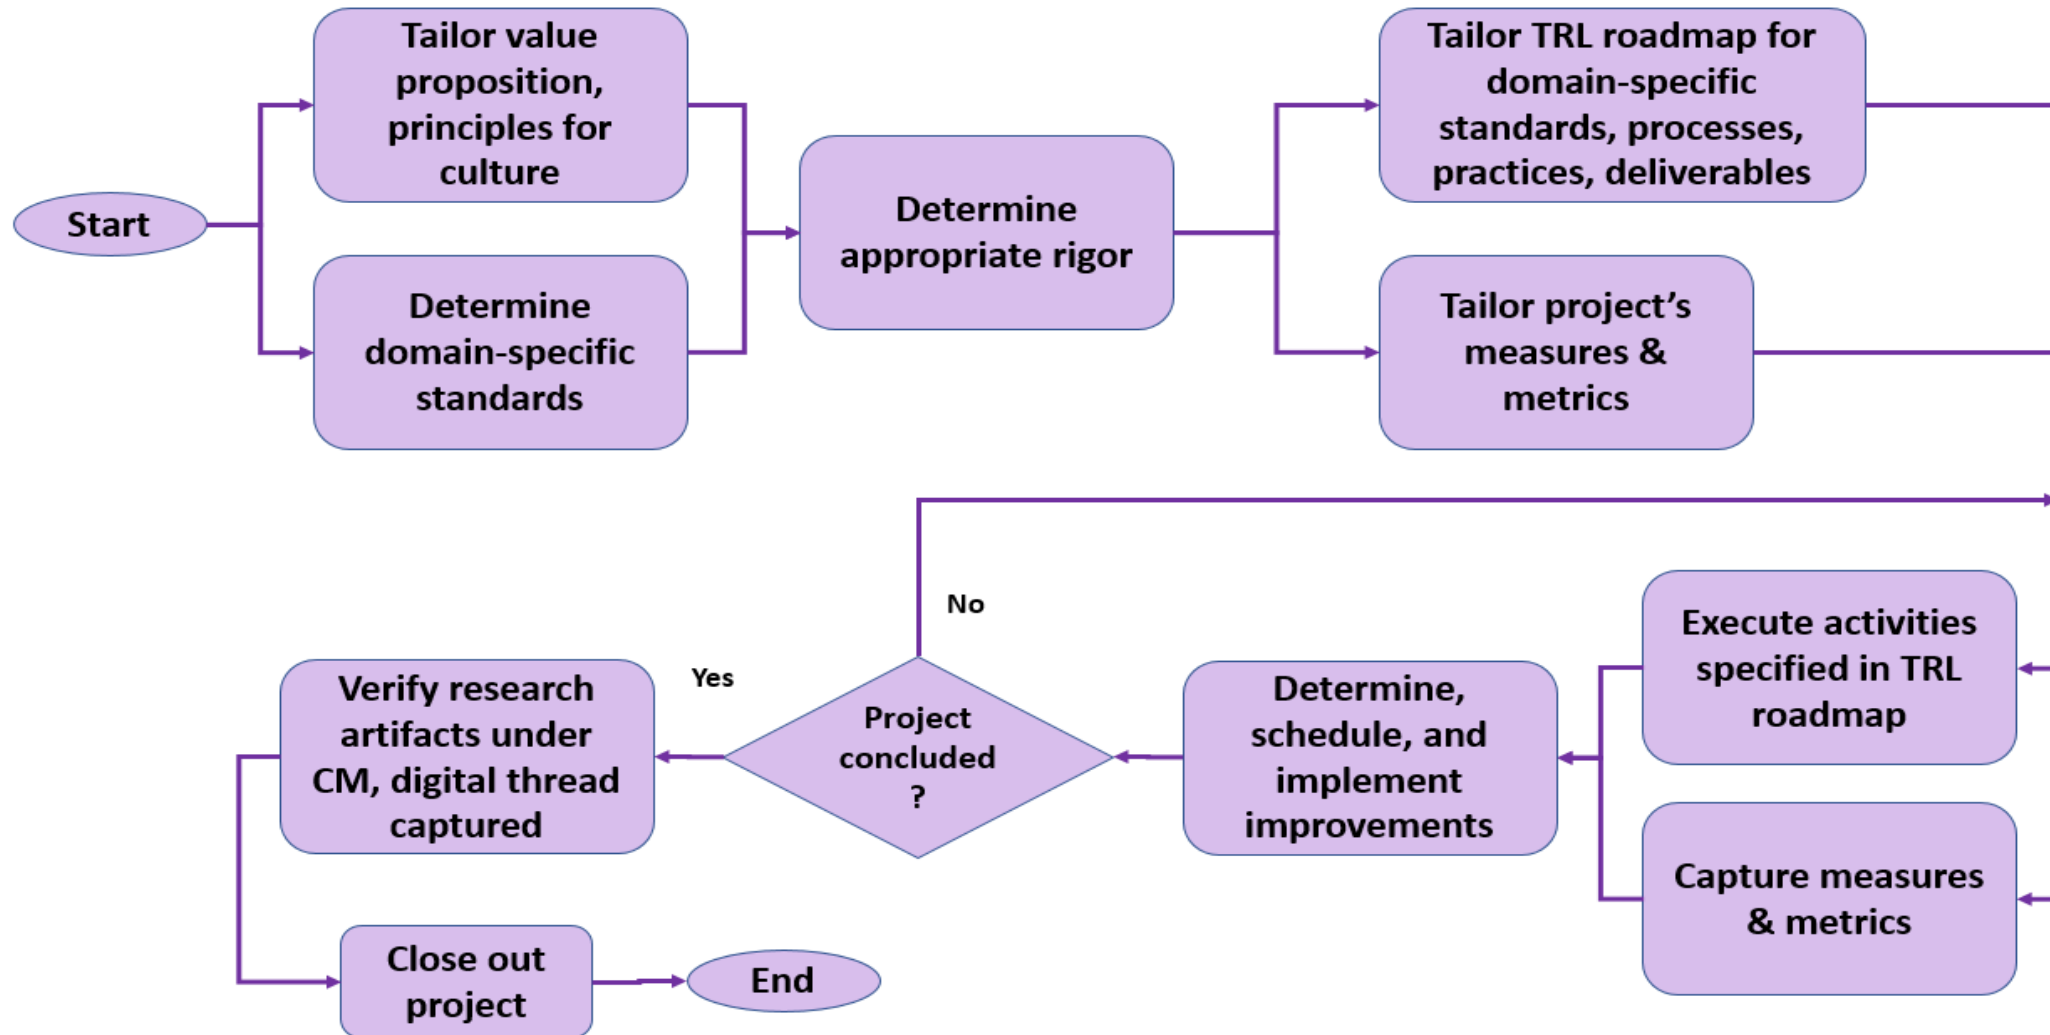 Start
Tailor value
proposition,
principles for
culture
Determine
domain-specific
standards
Determine
appropriate rigor
Tailor TRL roadmap for
domain-specific
standards, processes,
practices, deliverables
Tailor project’s
measures &
metrics
Execute activities
specified in TRL
roadmap
Capture measures
& metrics
Determine,
schedule, and
implement
improvements
Project
concluded
?
No
Yes
Verify research
artifacts under
CM, digital thread
captured
Close out
project
End